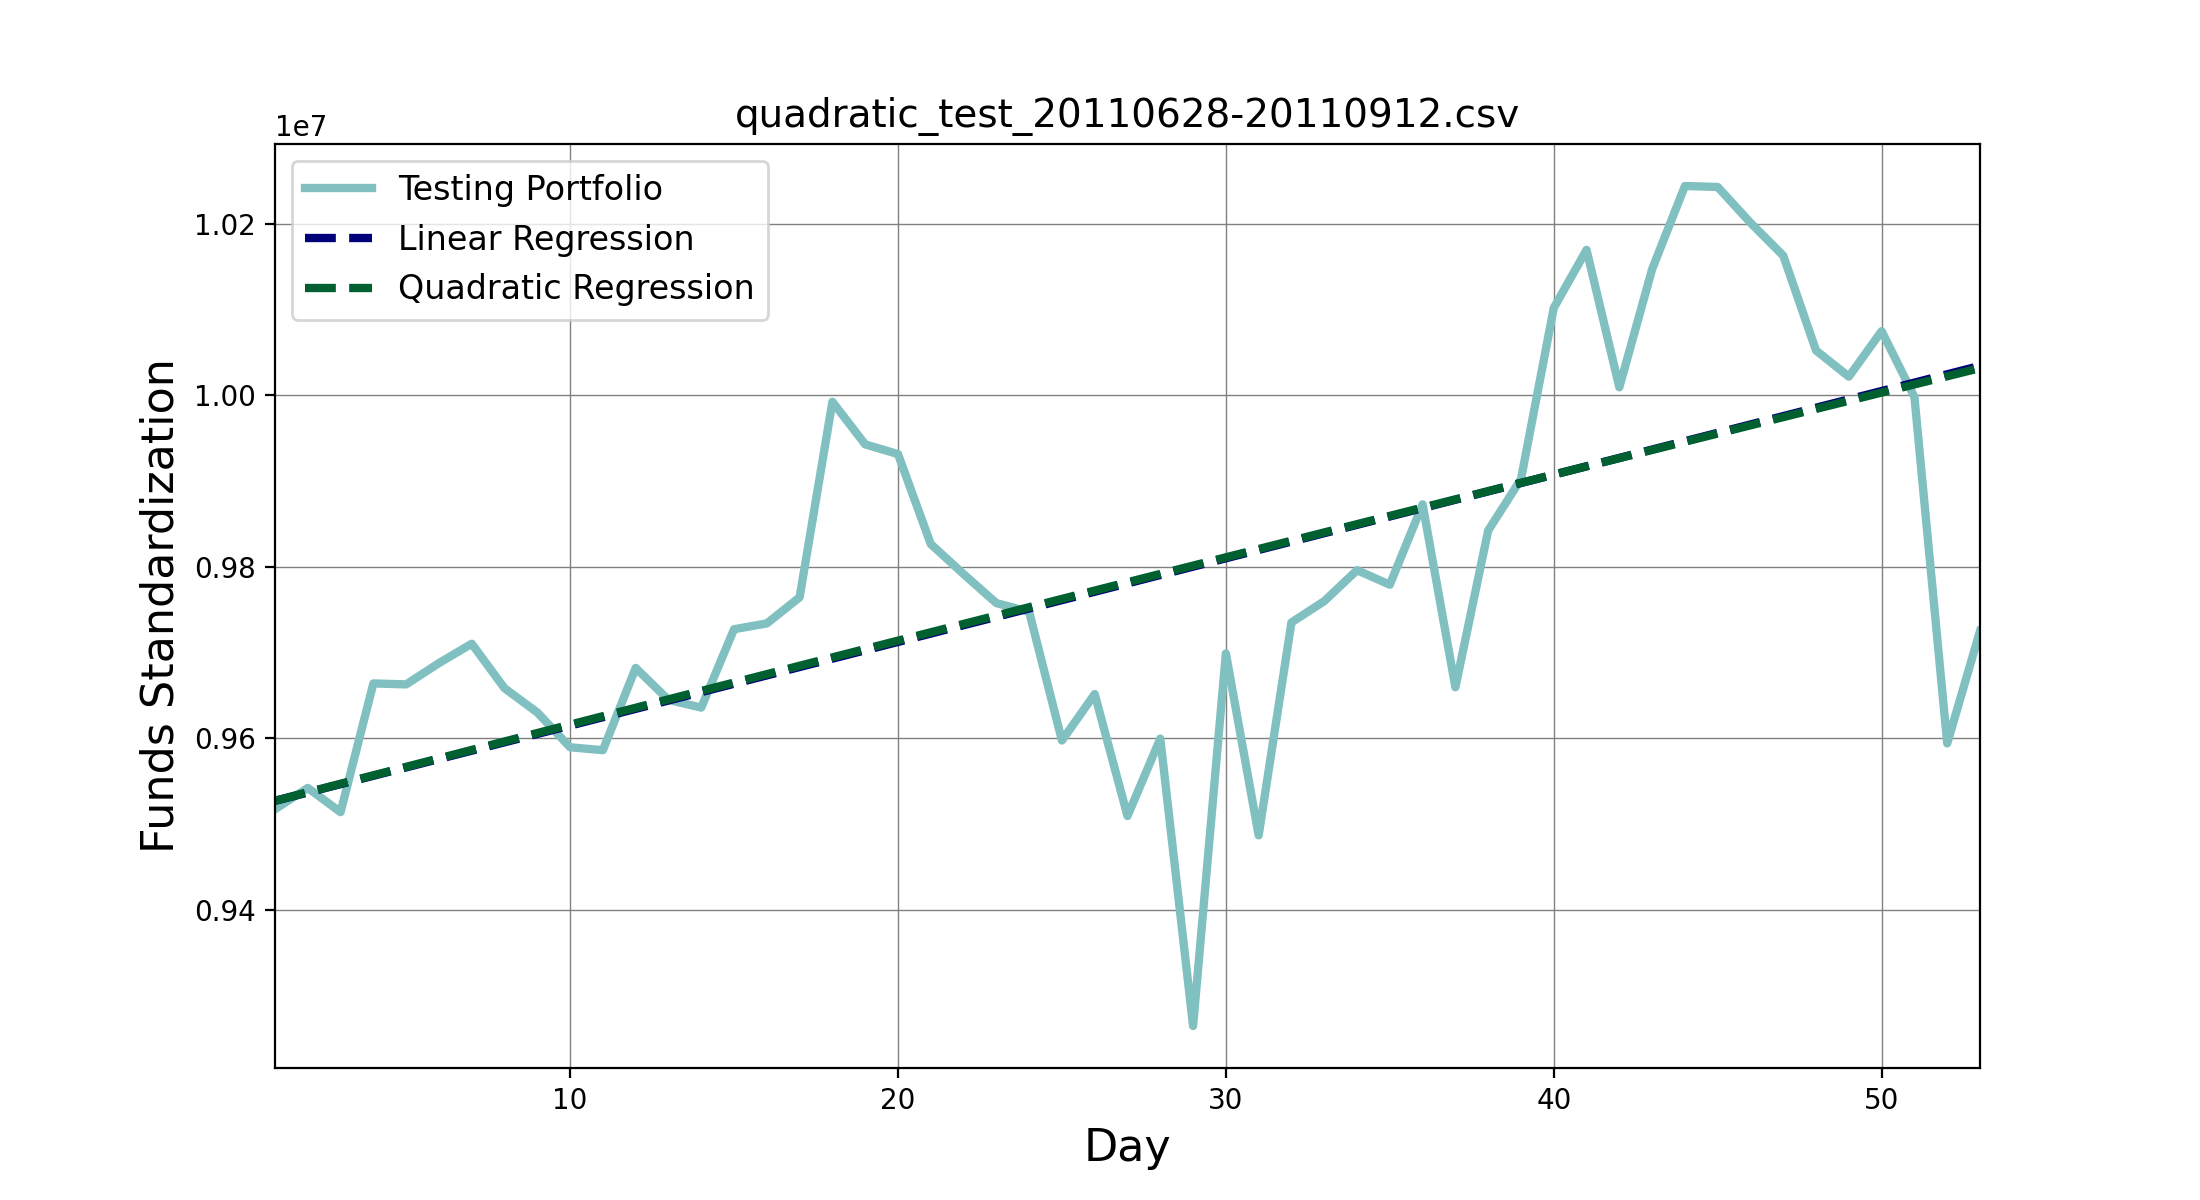 quadratic_test_20110628-20110912.csv
1e7
Testing Portfolio
Linear Regression
Quadratic Regression
1.02
1.00
0.98
0.96
0.94
Funds Standardization
10 20 30 40 50
Day